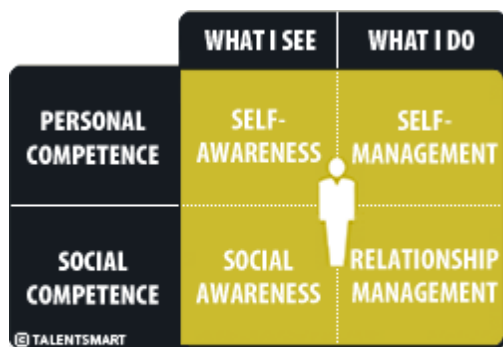 WHAT I SEE
WHAT I DO
PERSONAL
COMPETENCE
SELF-
AWARENESS
SELF-
MANAGEMENT
SOCIAL
COMPETENCE
SOCIAL
AWARENESS
RELATIONSHIP
MANAGEMENT
© TALENTSMART